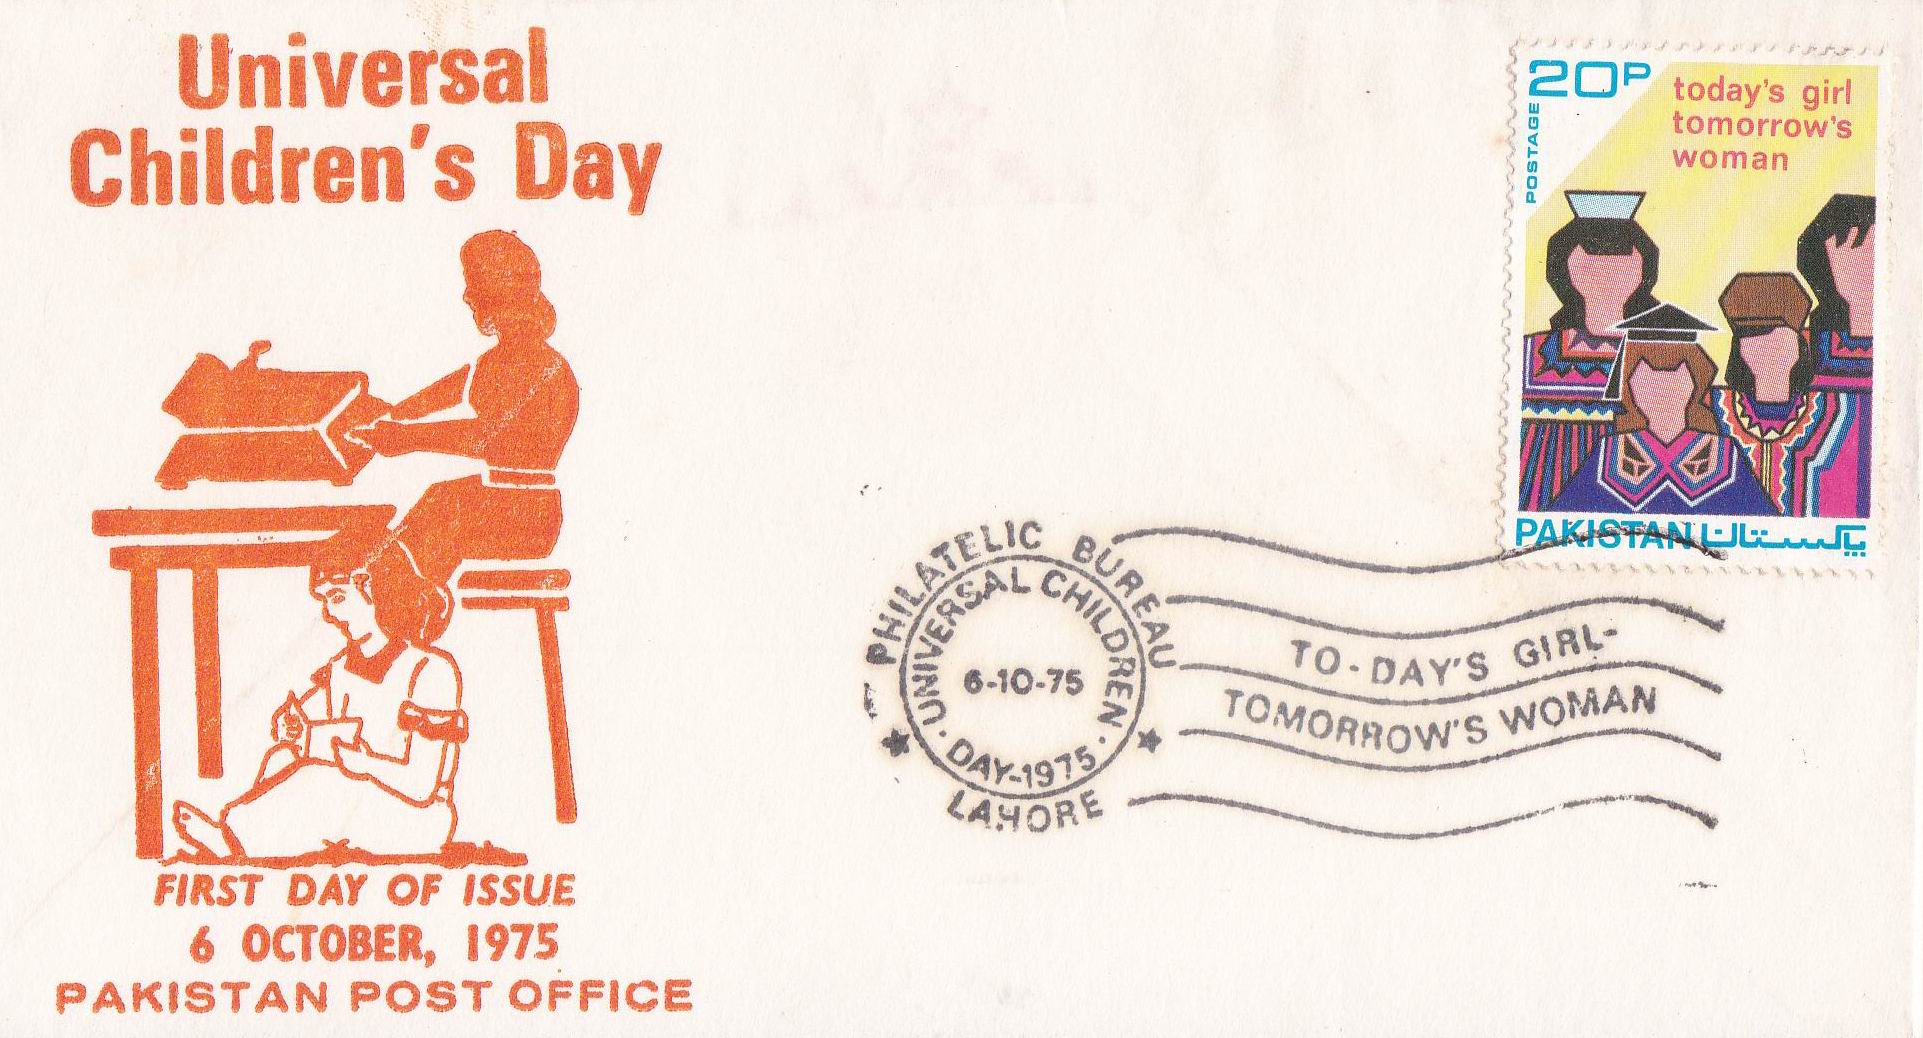 Universal
Children's Day
FIRST DAY OF ISSUE
6 OCTOBER, 1975
PAKISTAN POST OFFICE
20P
POSTAGE
today's girl
tomorrow's
woman
PAKISTAN پاکستان
PHILATELIC BUREAU
UNIVERSAL CHILDREN
6-10-75
DAY-1975
LAHORE
TO-DAY'S GIRL-
TOMORROW'S WOMAN